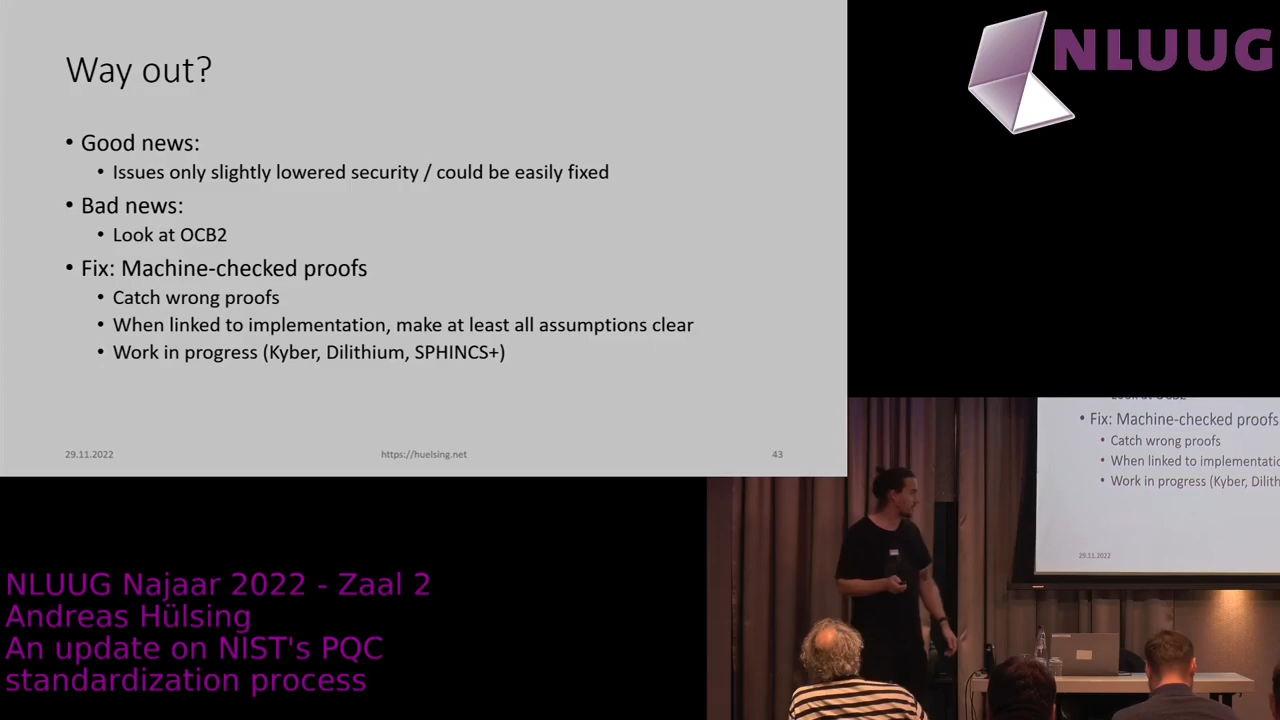 Way out?
• Good news:
• Issues only slightly lowered security / could be easily fixed
• Bad news:
• Look at OCB2
• Fix: Machine-checked proofs
• Catch wrong proofs
• When linked to implementation, make at least all assumptions clear
• Work in progress (Kyber, Dilithium, SPHINCS+)
29.11.2022
https://huelsing.net
43
NLUUG
• Fix: Machine-checked proofs
• Catch wrong proofs
• When linked to implementatio
• Work in progress (Kyber, Dilith
29.11.2022
NLUUG Najaar 2022 - Zaal 2
Andreas Hülsing
An update on NIST's PQC
standardization process